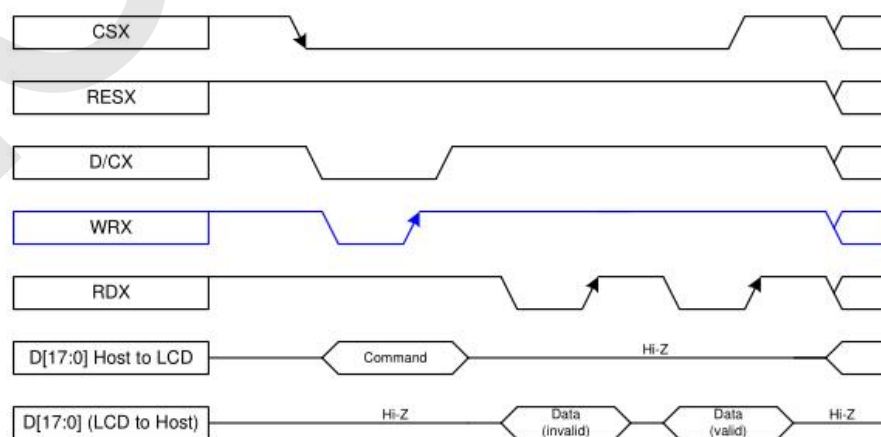 CSX
RESX
D/CX
WRX
RDX
D[17:0] Host to LCD
Command
Hi-Z
D[17:0] (LCD to Host)
Hi-Z
Data
(invalid)
Data
(valid)
Hi-Z